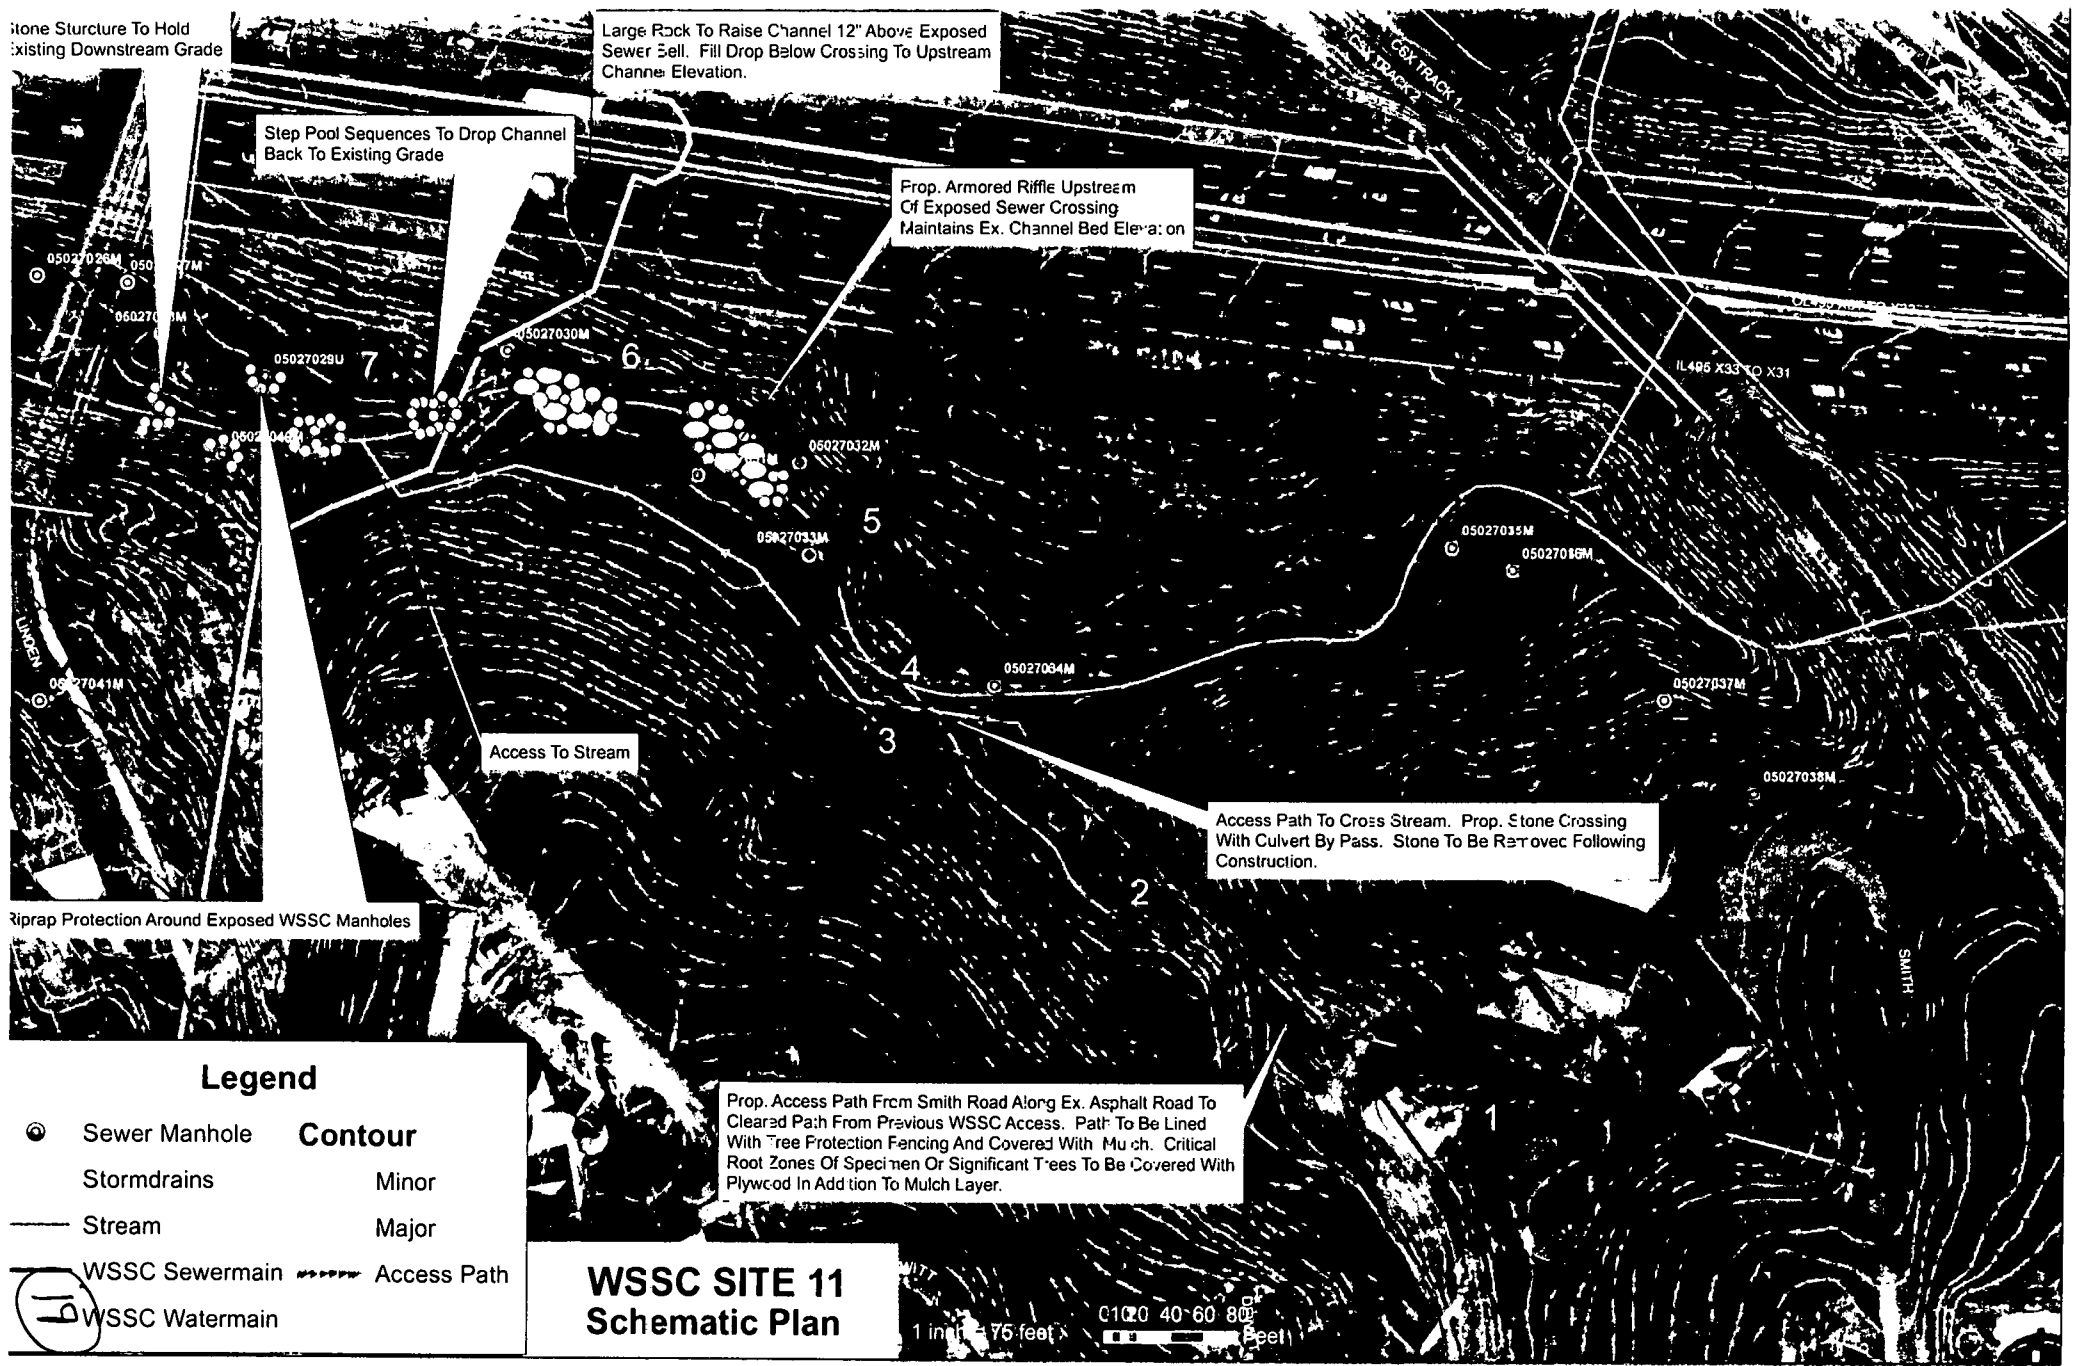 tone Sturcture To Hold
xisting Downstream Grade
Large Rock To Raise Channel 12" Above Exposed
Sewer Bell. Fill Drop Below Crossing To Upstream
Channel Elevation.
CSX TRACK 2
CSX TRACK 1
Step Pool Sequences To Drop Channel
Back To Existing Grade
Prop. Armored Riffle Upstream
Of Exposed Sewer Crossing
Maintains Ex. Channel Bed Elevation
05027026M
05027028M
05027029U
7
05027030M
6
IL495 X33 TO X31
05027032M
5
05027033M
05027035M
05027036M
LINDEN
05027041M
4
05027034M
05027037M
3
Access To Stream
05027038M
Access Path To Cross Stream. Prop. Stone Crossing
With Culvert By Pass. Stone To Be Removed Following
Construction.
2
Riprap Protection Around Exposed WSSC Manholes
SMITH
Prop. Access Path From Smith Road Along Ex. Asphalt Road To
Cleared Path From Previous WSSC Access. Path To Be Lined
With Tree Protection Fencing And Covered With Mulch. Critical
Root Zones Of Specimen Or Significant Trees To Be Covered With
Plywood In Addition To Mulch Layer.
1
Legend
Sewer Manhole
Contour
Stormdrains
Minor
Stream
Major
WSSC Sewermain
Access Path
WSSC Watermain
WSSC SITE 11
Schematic Plan
1 inch = 75 feet
0 10 20 40 60 80
Feet